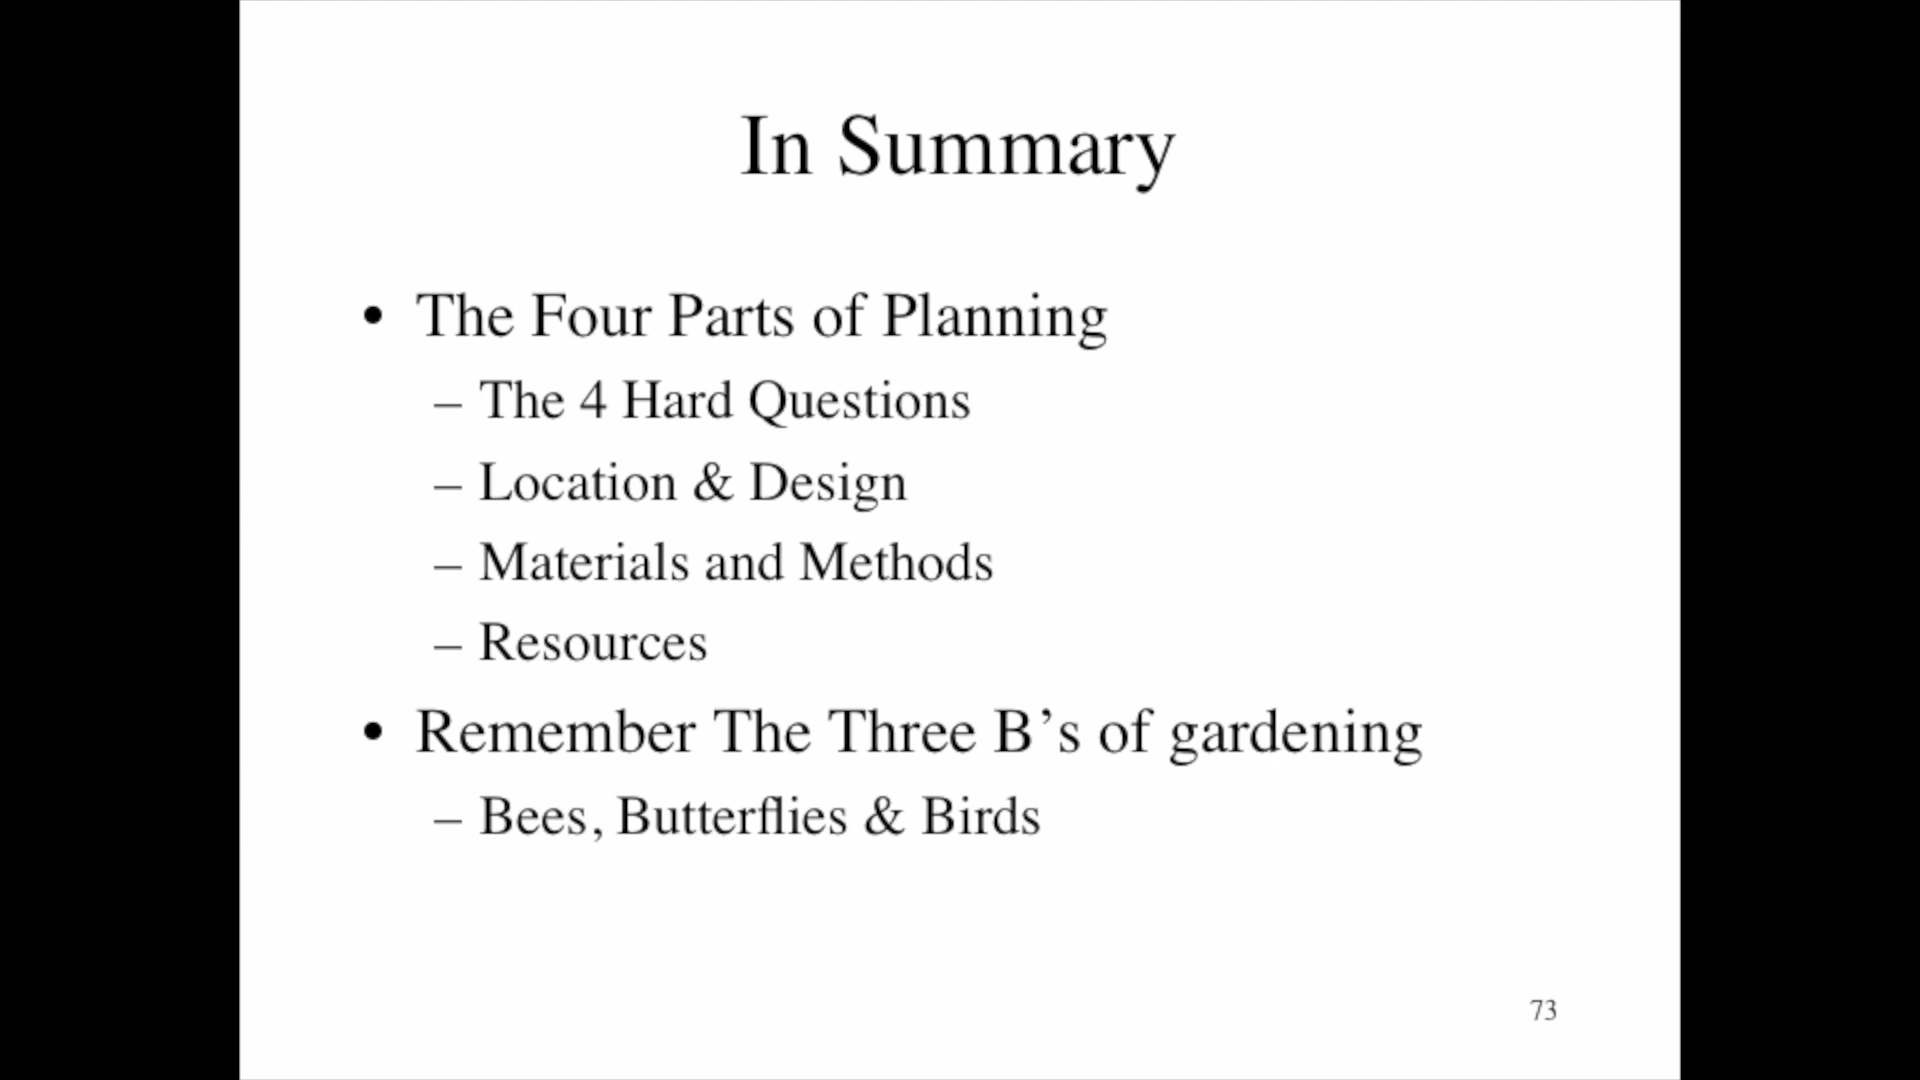 In Summary
• The Four Parts of Planning
– The 4 Hard Questions
– Location & Design
– Materials and Methods
– Resources
• Remember The Three B’s of gardening
– Bees, Butterflies & Birds
73